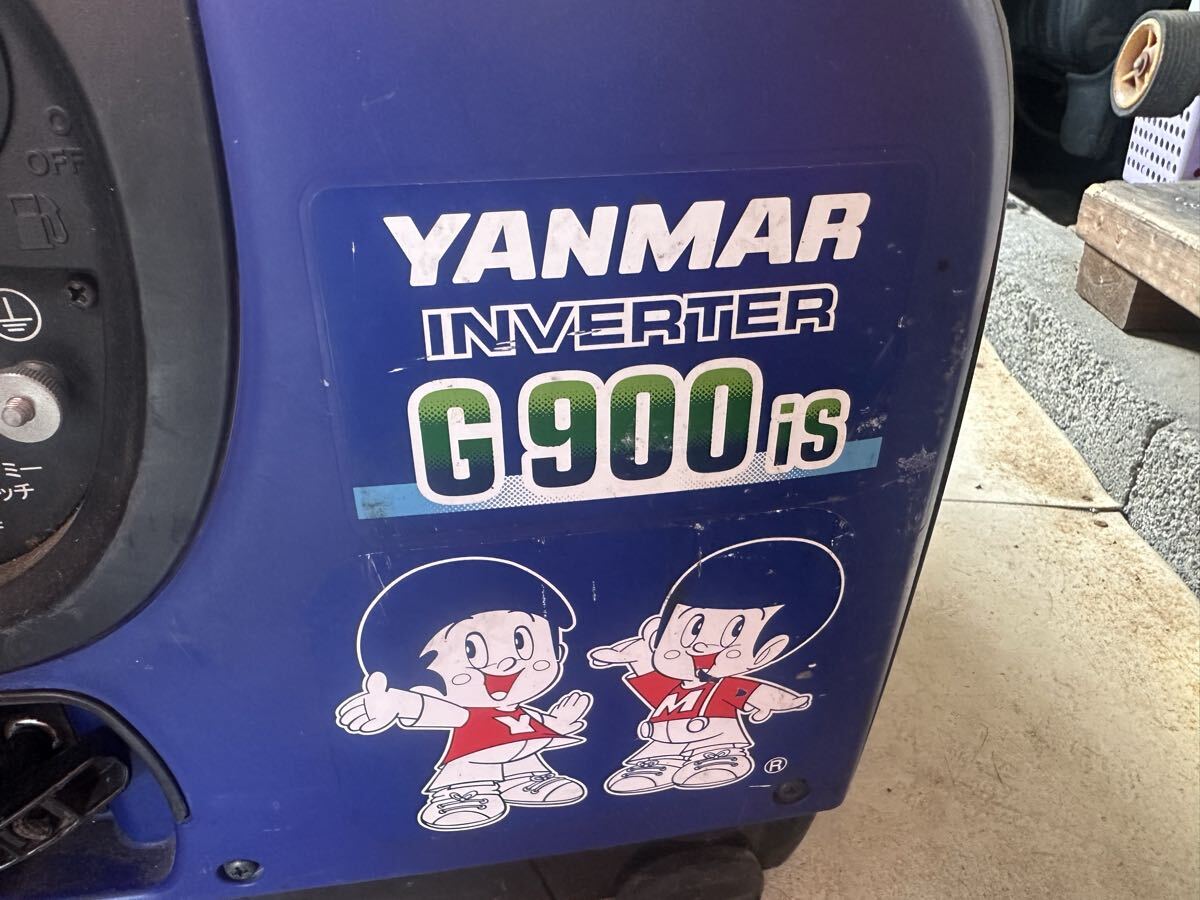 OFF
ミー
ッチ
YANMAR
INVERTER
G900is
Y
M
®